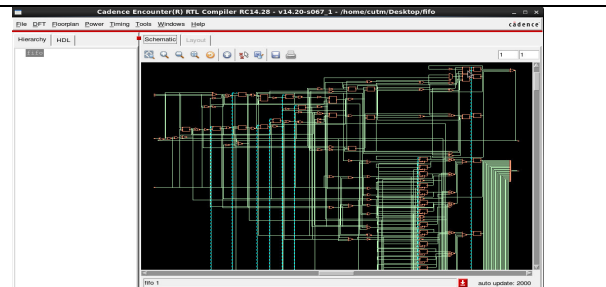 Cadence Encounter(R) RTL Compiler RC14.28 - v14.20-s067_1 - /home/cutm/Desktop/fifo
File DFT Floorplan Power Timing Tools Windows Help cādence
Hierarchy HDL Schematic Layout
fifo
1 1
fifo 1 auto update: 2000